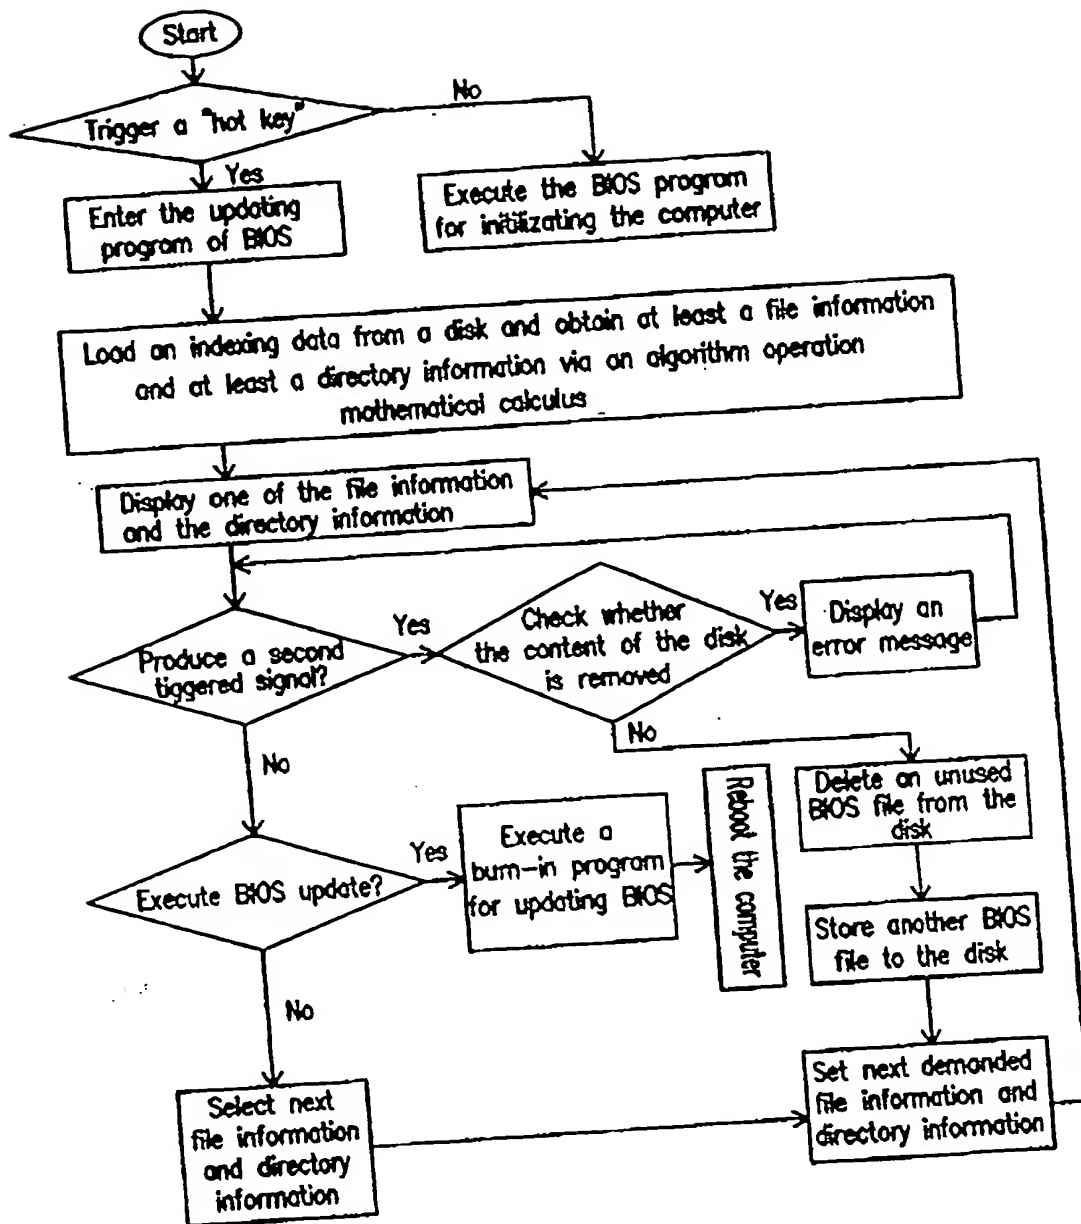 Start
Trigger a "hot key"
No
Yes
Execute the BIOS program
for initilizating the computer
Enter the updating
program of BIOS
Load an indexing data from a disk and obtain at least a file information
and at least a directory information via an algorithm operation
mathematical calculus
Display one of the file information
and the directory information
Produce a second
tiggered signal?
Yes
Check whether
the content of the disk
is removed
Yes
Display an
error message
No
No
Delete an unused
BIOS file from the
disk
Execute BIOS update?
Yes
Execute a
burn-in program
for updating BIOS
Reboot the computer
Store another BIOS
file to the disk
No
Select next
file information
and directory
information
Set next demanded
file information and
directory information